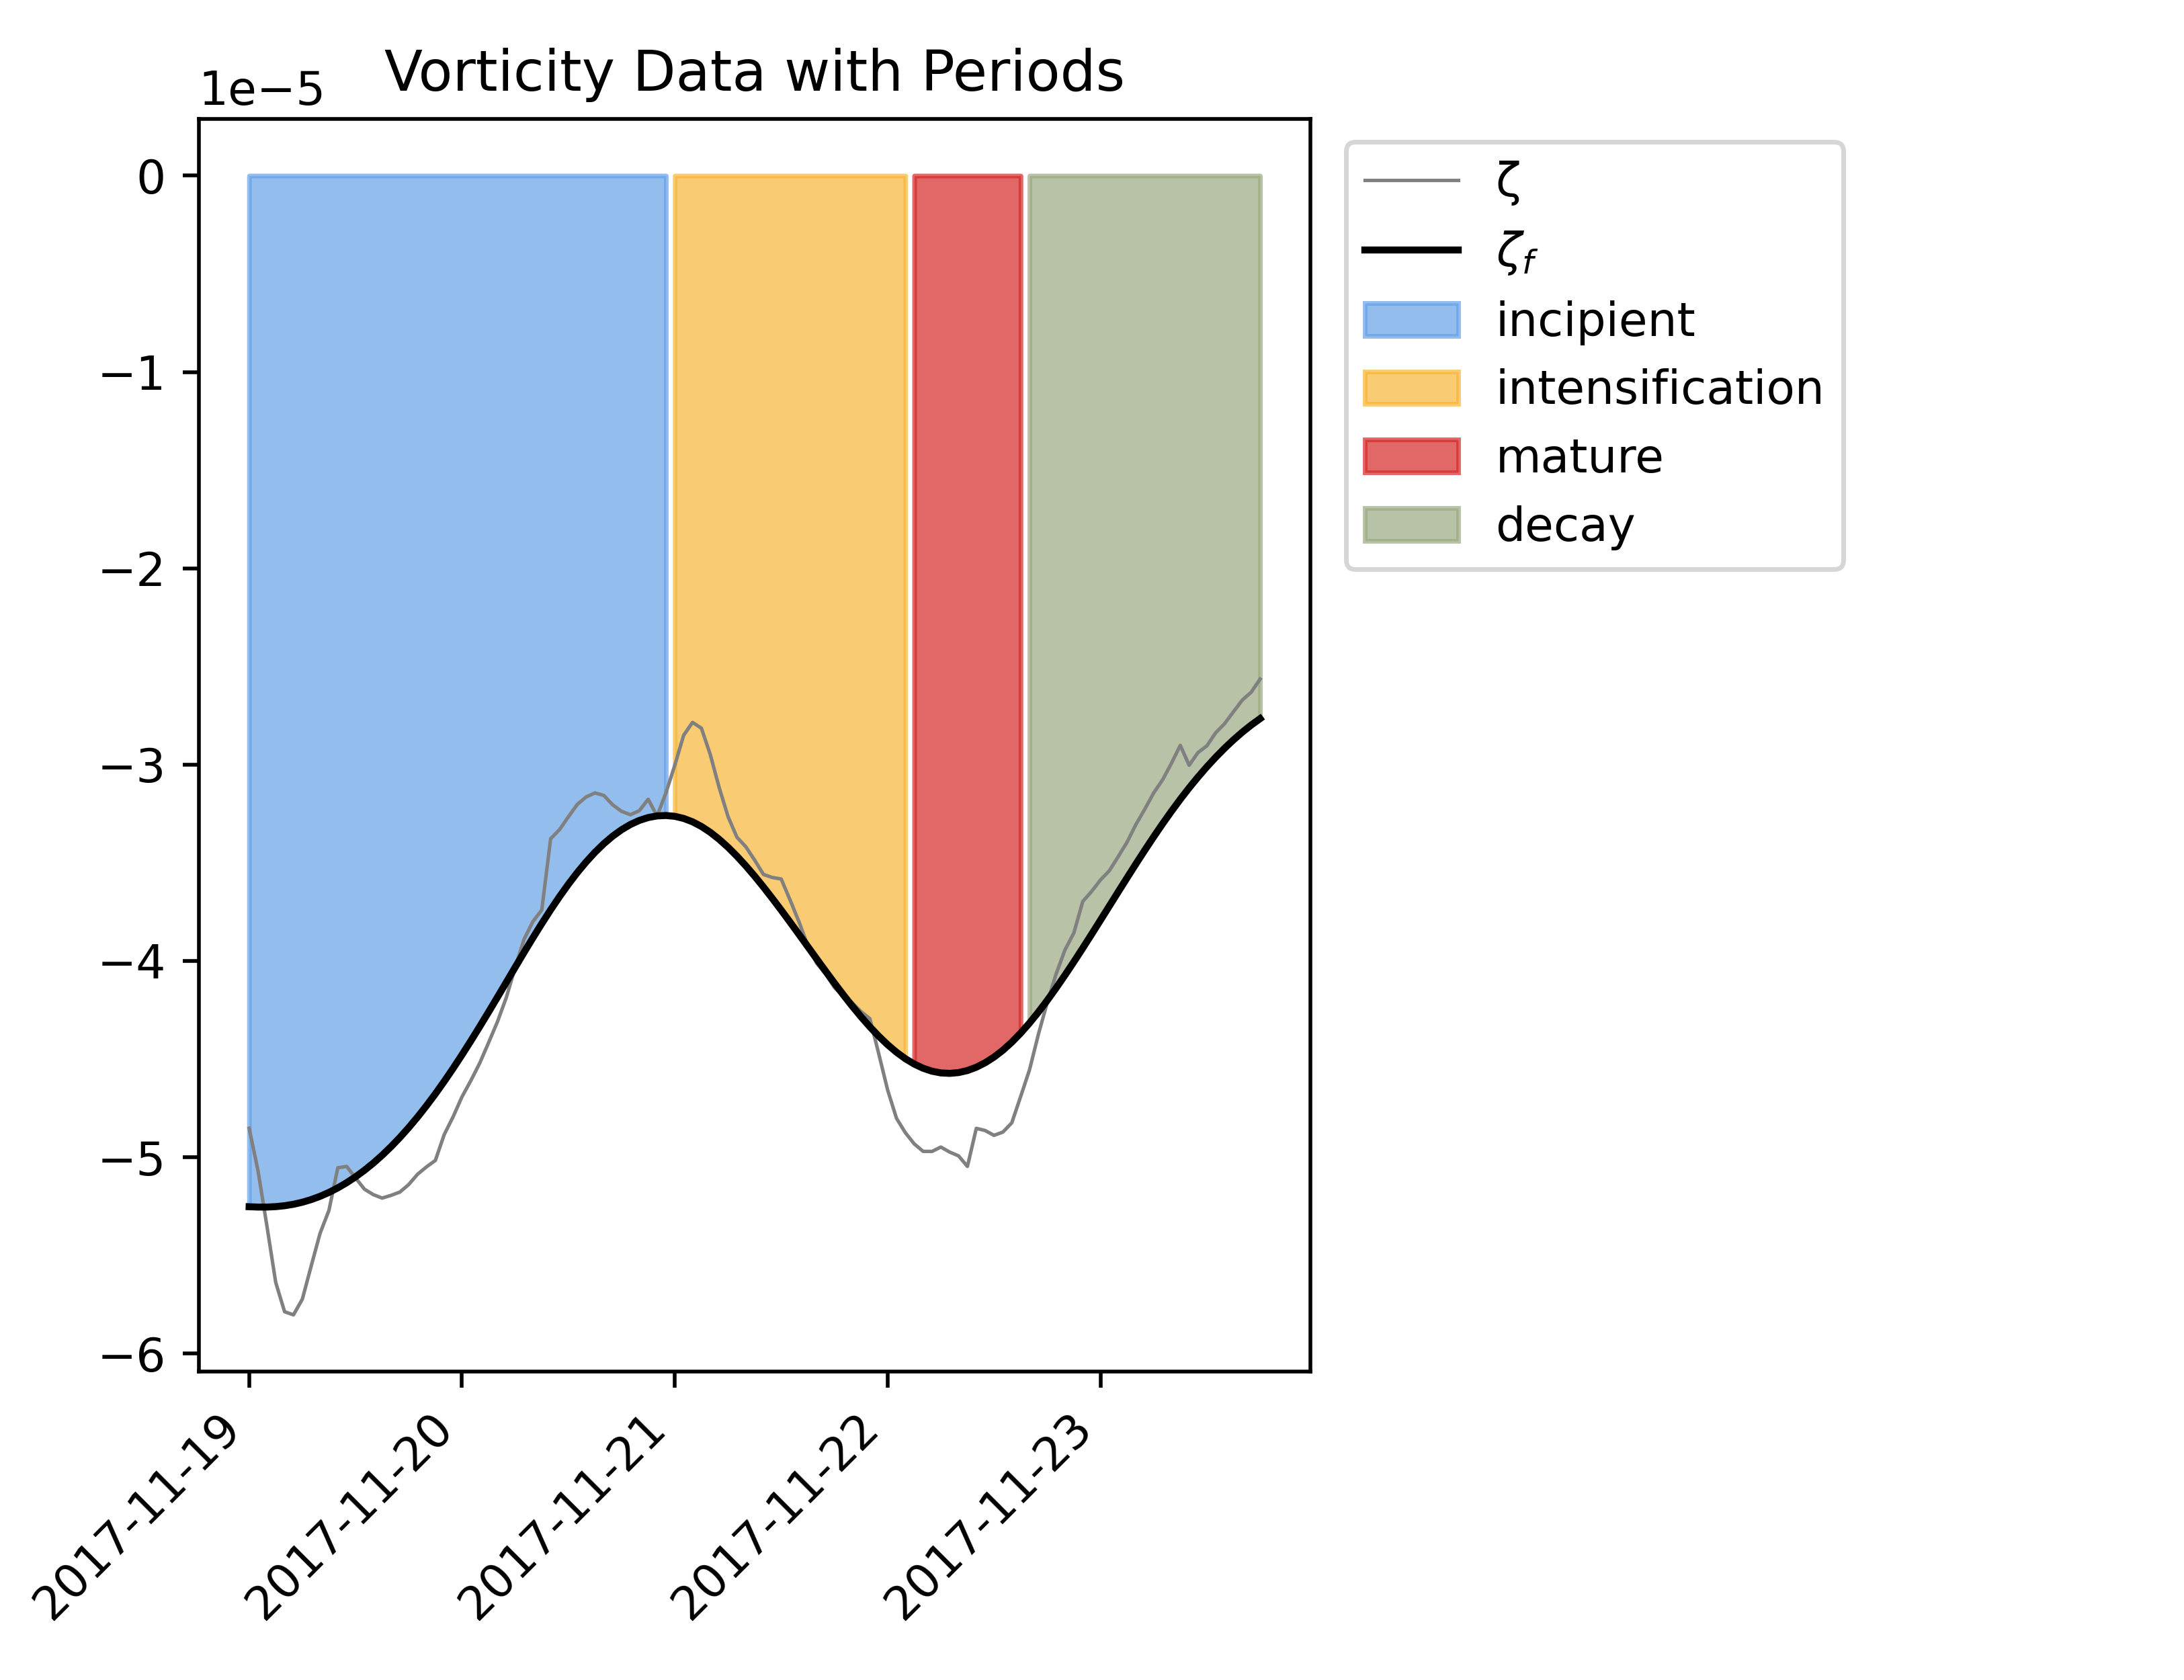 Vorticity Data with Periods
1e−5
0
−1
−2
−3
−4
−5
−6
2017-11-19
2017-11-20
2017-11-21
2017-11-22
2017-11-23
ζ
ζf
incipient
intensification
mature
decay